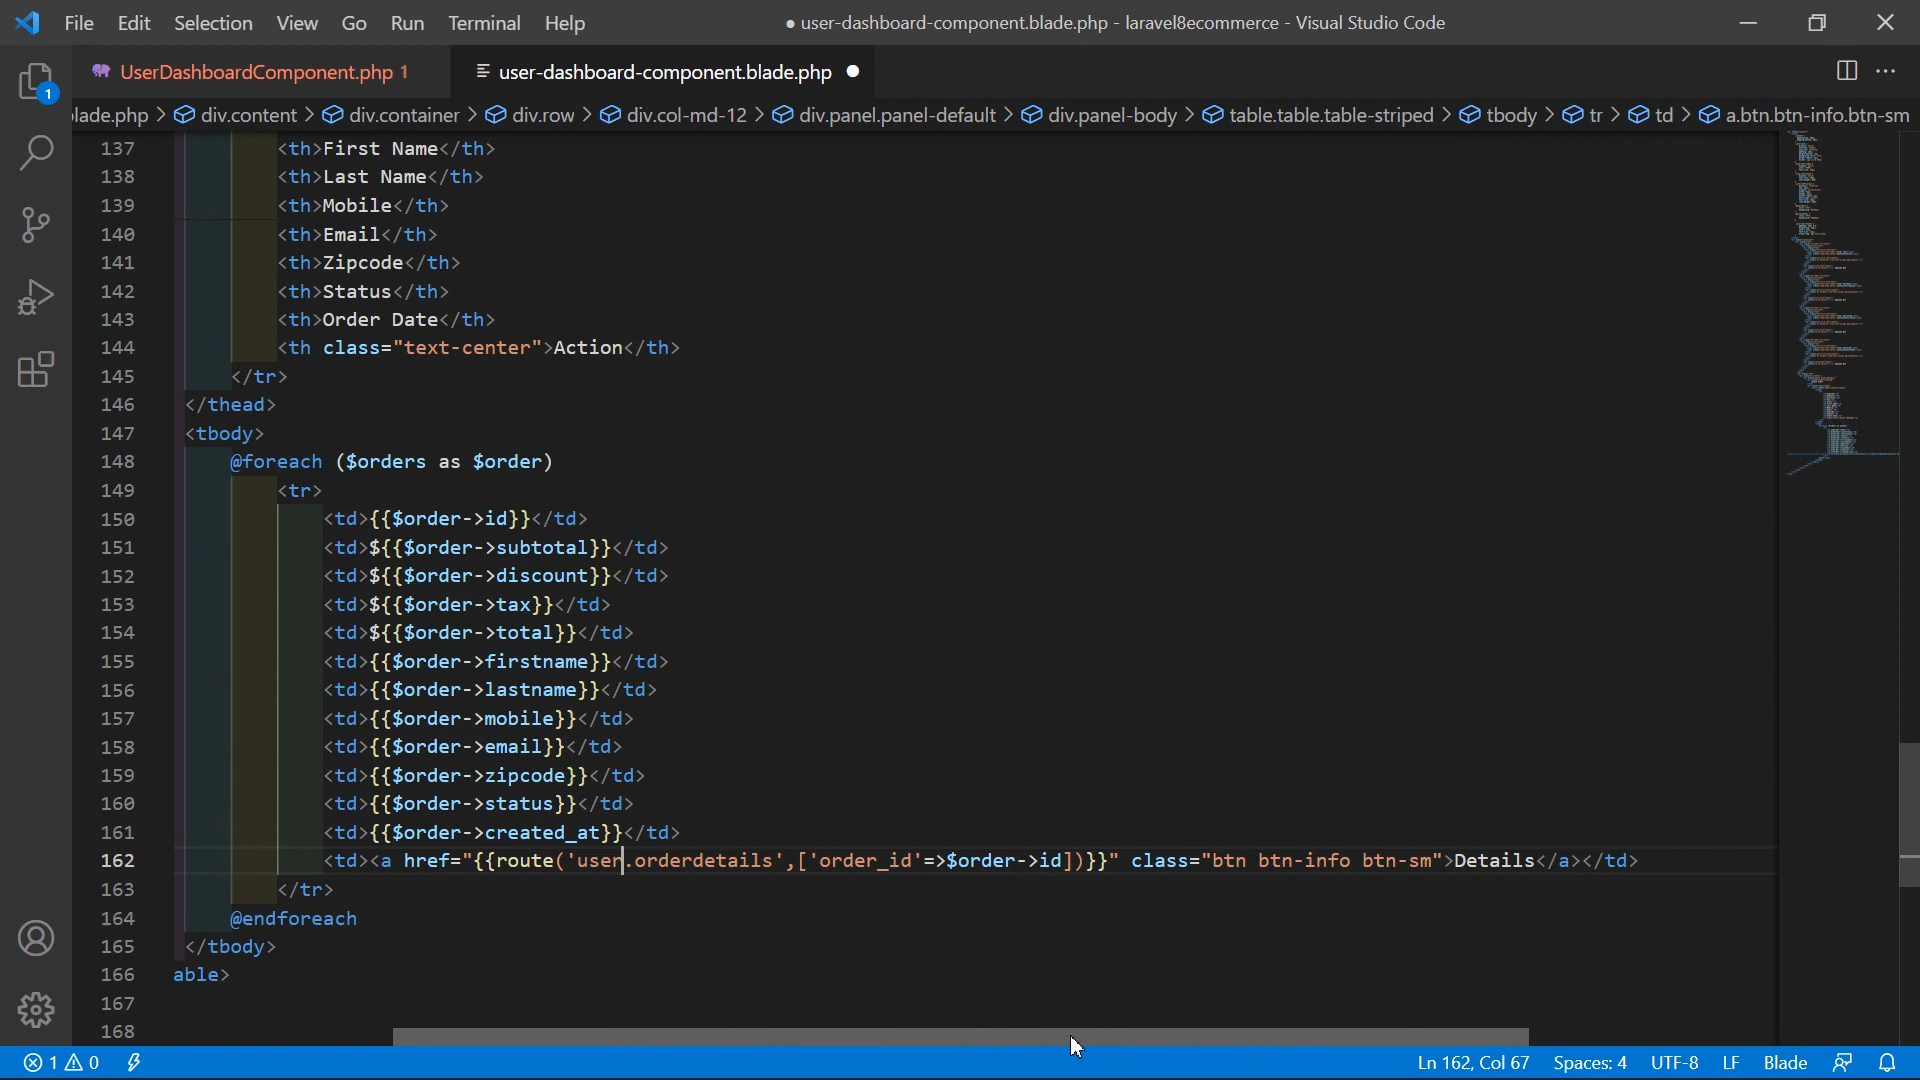 File Edit Selection View Go Run Terminal Help ● user-dashboard-component.blade.php - laravel8ecommerce - Visual Studio Code
UserDashboardComponent.php 1 user-dashboard-component.blade.php
lade.php > div.content > div.container > div.row > div.col-md-12 > div.panel.panel-default > div.panel-body > table.table.table-striped > tbody > tr > td > a.btn.btn-info.btn-sm
1
137 <th>First Name</th>
138 <th>Last Name</th>
139 <th>Mobile</th>
140 <th>Email</th>
141 <th>Zipcode</th>
142 <th>Status</th>
143 <th>Order Date</th>
144 <th class="text-center">Action</th>
145 </tr>
146 </thead>
147 <tbody>
148 @foreach ($orders as $order)
149 <tr>
150 <td>{{$order->id}}</td>
151 <td>${{$order->subtotal}}</td>
152 <td>${{$order->discount}}</td>
153 <td>${{$order->tax}}</td>
154 <td>${{$order->total}}</td>
155 <td>{{$order->firstname}}</td>
156 <td>{{$order->lastname}}</td>
157 <td>{{$order->mobile}}</td>
158 <td>{{$order->email}}</td>
159 <td>{{$order->zipcode}}</td>
160 <td>{{$order->status}}</td>
161 <td>{{$order->created_at}}</td>
162 <td><a href="{{route('user.orderdetails',['order_id'=>$order->id])}}" class="btn btn-info btn-sm">Details</a></td>
163 </tr>
164 @endforeach
165 </tbody>
166 able>
167
168
1 0 Ln 162, Col 67 Spaces: 4 UTF-8 LF Blade